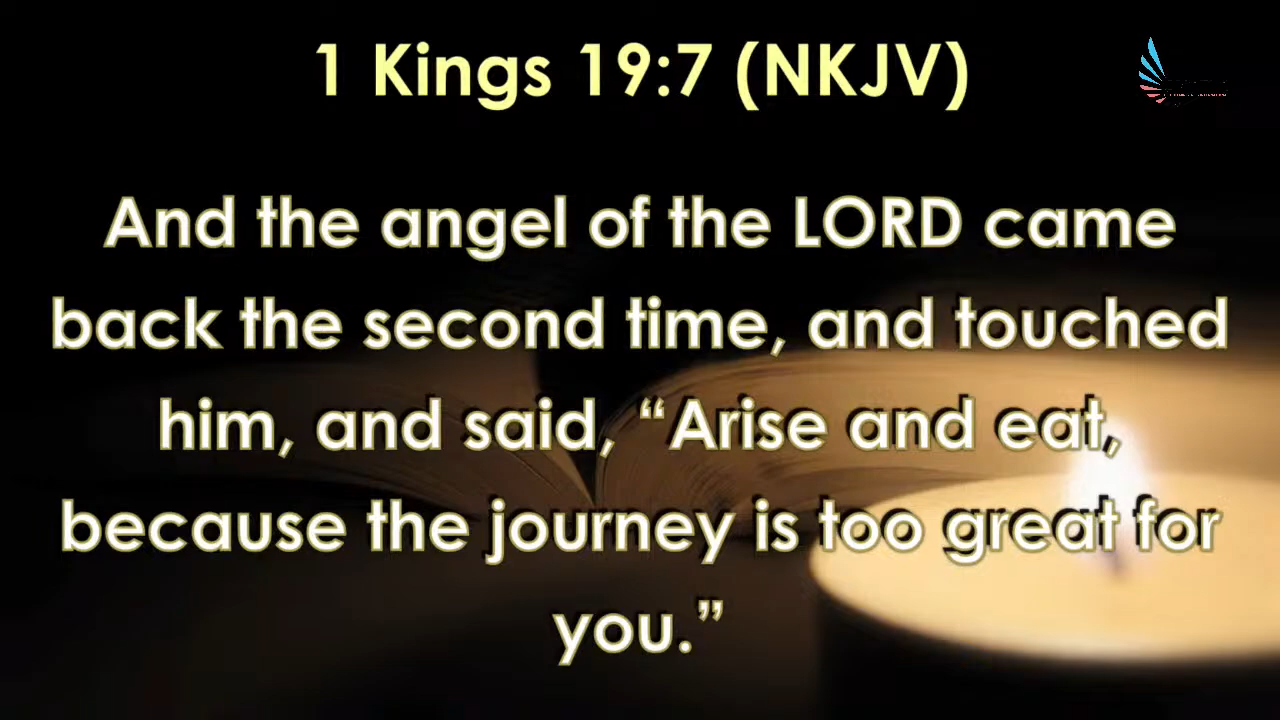 1 Kings 19:7 (NKJV)
And the angel of the LORD came
back the second time, and touched
him, and said, “Arise and eat,
because the journey is too great for
you.”